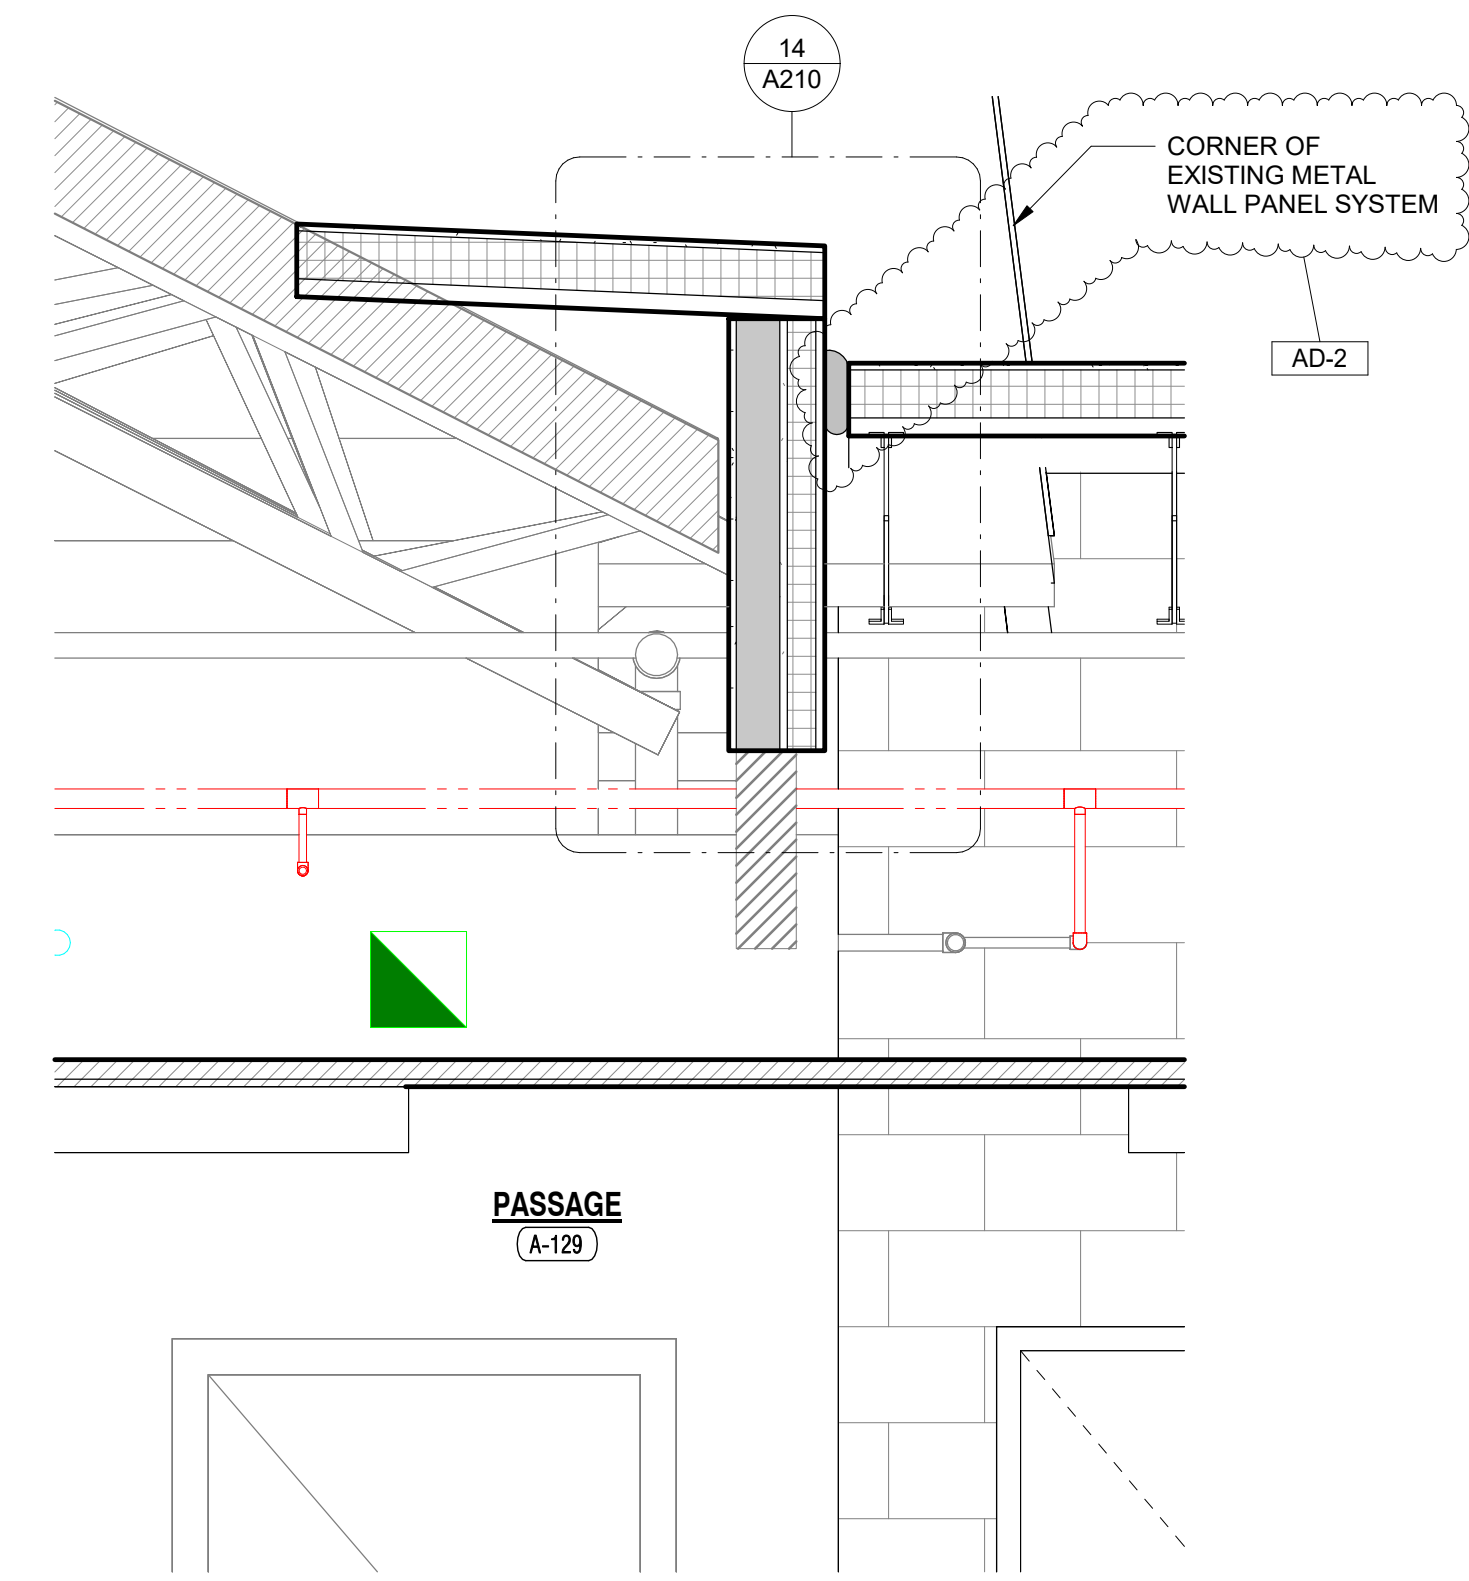 14
A210
CORNER OF
EXISTING METAL
WALL PANEL SYSTEM
AD-2
PASSAGE
A-129